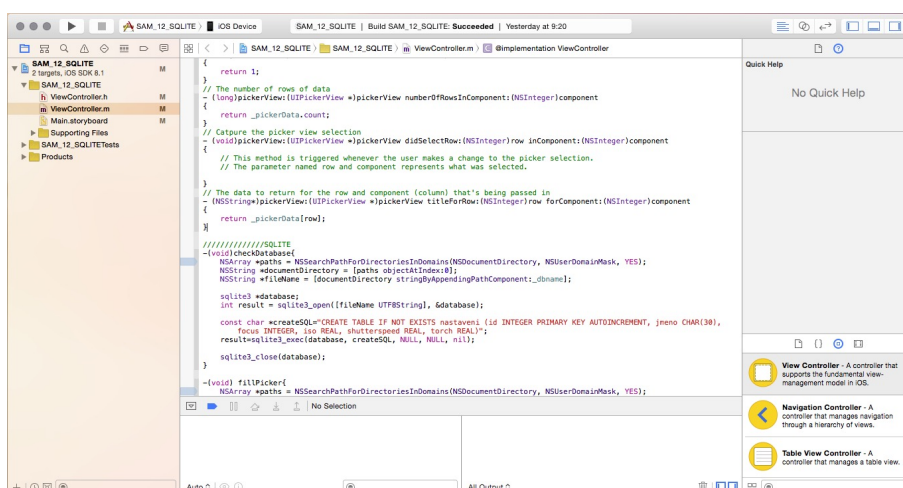 SAM_12_SQLITE iOS Device
SAM_12_SQLITE | Build SAM_12_SQLITE: Succeeded | Yesterday at 9:20
SAM_12_SQLITE SAM_12_SQLITE ViewController.m @implementation ViewController
SAM_12_SQLITE M
2 targets, iOS SDK 8.1
SAM_12_SQLITE
ViewController.h M
ViewController.m M
Main.storyboard M
Supporting Files
SAM_12_SQLITETests
Products
{
return 1;
}
// The number of rows of data
- (long)pickerView:(UIPickerView *)pickerView numberOfRowsInComponent:(NSInteger)component
{
return _pickerData.count;
}
// Catpure the picker view selection
- (void)pickerView:(UIPickerView *)pickerView didSelectRow:(NSInteger)row inComponent:(NSInteger)component
{
// This method is triggered whenever the user makes a change to the picker selection.
// The parameter named row and component represents what was selected.
}
// The data to return for the row and component (column) that's being passed in
- (NSString*)pickerView:(UIPickerView *)pickerView titleForRow:(NSInteger)row forComponent:(NSInteger)component
{
return _pickerData[row];
}
//////////////SQLITE
-(void)checkDatabase{
NSArray *paths = NSSearchPathForDirectoriesInDomains(NSDocumentDirectory, NSUserDomainMask, YES);
NSString *documentDirectory = [paths objectAtIndex:0];
NSString *fileName = [documentDirectory stringByAppendingPathComponent:_dbname];
sqlite3 *database;
int result = sqlite3_open([fileName UTF8String], &database);
const char *createSQL="CREATE TABLE IF NOT EXISTS nastaveni (id INTEGER PRIMARY KEY AUTOINCREMENT, jmeno CHAR(30),
focus INTEGER, iso REAL, shutterspeed REAL, torch REAL)";
result=sqlite3_exec(database, createSQL, NULL, NULL, nil);
sqlite3_close(database);
}
-(void) fillPicker{
NSArray *paths = NSSearchPathForDirectoriesInDomains(NSDocumentDirectory, NSUserDomainMask, YES);
No Selection
Auto
All Output
Quick Help
No Quick Help
View Controller - A controller that
supports the fundamental view-
management model in iOS.
Navigation Controller - A
controller that manages navigation
through a hierarchy of views.
Table View Controller - A
controller that manages a table view.